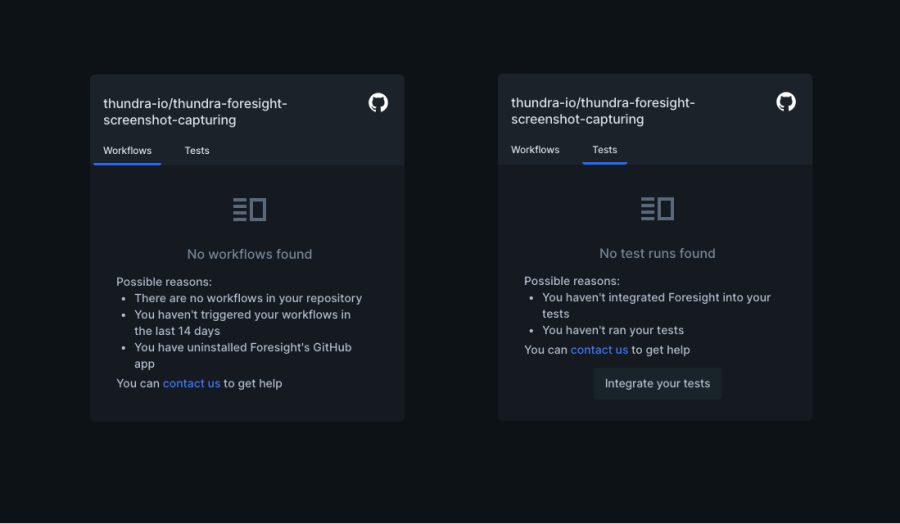 thundra-io/thundra-foresight-
screenshot-capturing
Workflows
Tests
No workflows found
Possible reasons:
• There are no workflows in your repository
• You haven't triggered your workflows in
the last 14 days
• You have uninstalled Foresight's GitHub
app
You can contact us to get help
thundra-io/thundra-foresight-
screenshot-capturing
Workflows
Tests
No test runs found
Possible reasons:
• You haven't integrated Foresight into your
tests
• You haven't ran your tests
You can contact us to get help
Integrate your tests